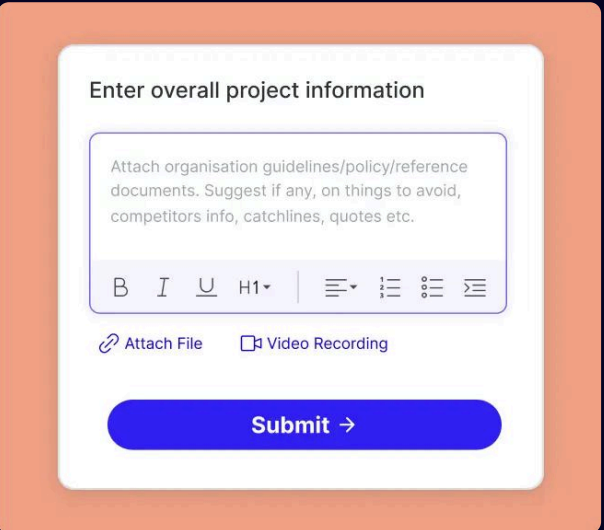 Enter overall project information
Attach organisation guidelines/policy/reference
documents. Suggest if any, on things to avoid,
competitors info, catchlines, quotes etc.
B I U H1
Attach File Video Recording
Submit →